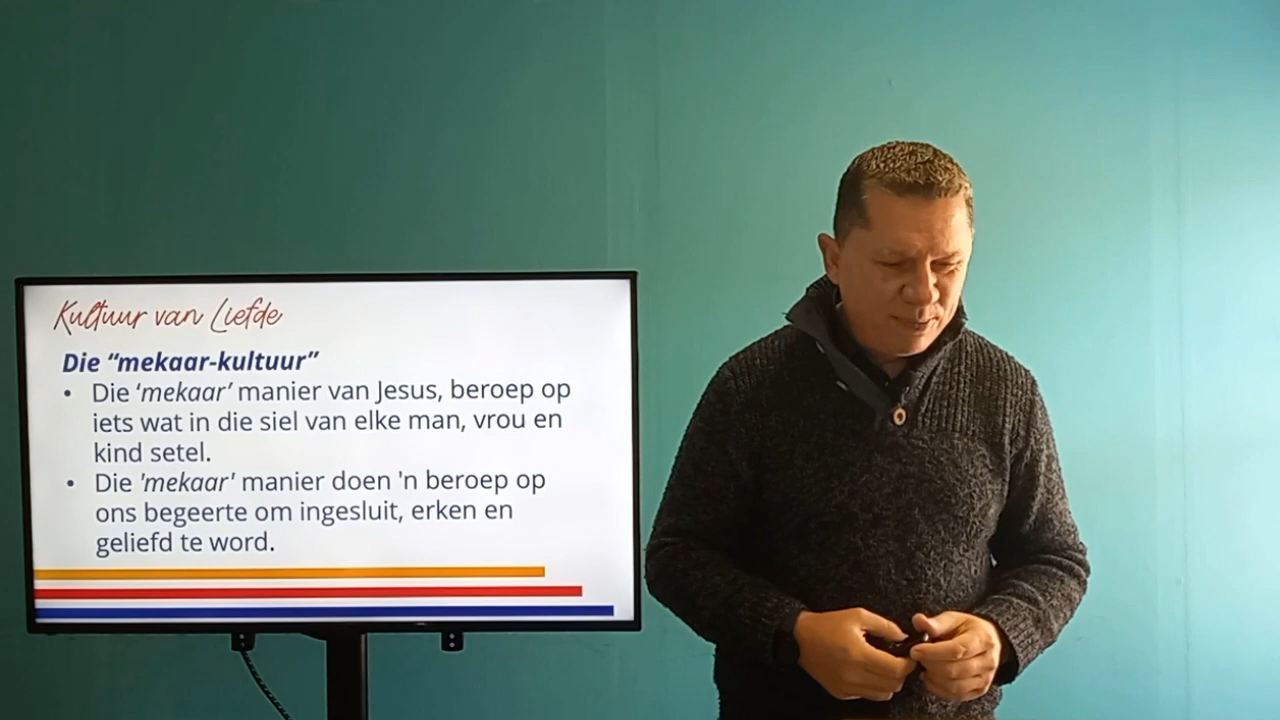 Kultuur van Liefde
Die “mekaar-kultuur”
• Die ‘mekaar’ manier van Jesus, beroep op
iets wat in die siel van elke man, vrou en
kind setel.
• Die 'mekaar' manier doen 'n beroep op
ons begeerte om ingesluit, erken en
geliefd te word.